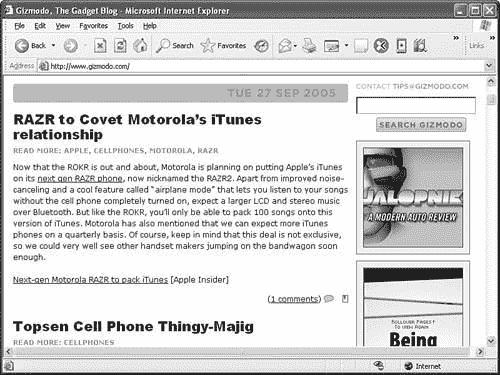 Gizmodo, The Gadget Blog - Microsoft Internet Explorer
File Edit View Favorites Tools Help
Back Search Favorites Links
Address http://www.gizmodo.com/
TUE 27 SEP 2005
RAZR to Covet Motorola's iTunes
relationship
READ MORE: APPLE, CELLPHONES, MOTOROLA, RAZR
Now that the ROKR is out and about, Motorola is planning on putting Apple's iTunes
on its next gen RAZR phone, now nicknamed the RAZR2. Apart from improved noise-
canceling and a cool feature called "airplane mode" that lets you listen to your songs
without the cell phone completely turned on, expect a larger LCD and stereo music
over Bluetooth. But like the ROKR, you'll only be able to pack 100 songs onto this
version of iTunes. Motorola has also mentioned that we can expect more iTunes
phones on a quarterly basis. Of course, keep in mind that this deal is not exclusive,
so we could very well see other handset makers jumping on the bandwagon soon
enough.
Next-gen Motorola RAZR to pack iTunes [Apple Insider]
(1 comments)
Topsen Cell Phone Thingy-Majig
READ MORE: CELLPHONES
CONTACT TIPS@GIZMODO.COM
SEARCH GIZMODO
JALOPNIK
A MODERN AUTO REVIEW
Being
Internet